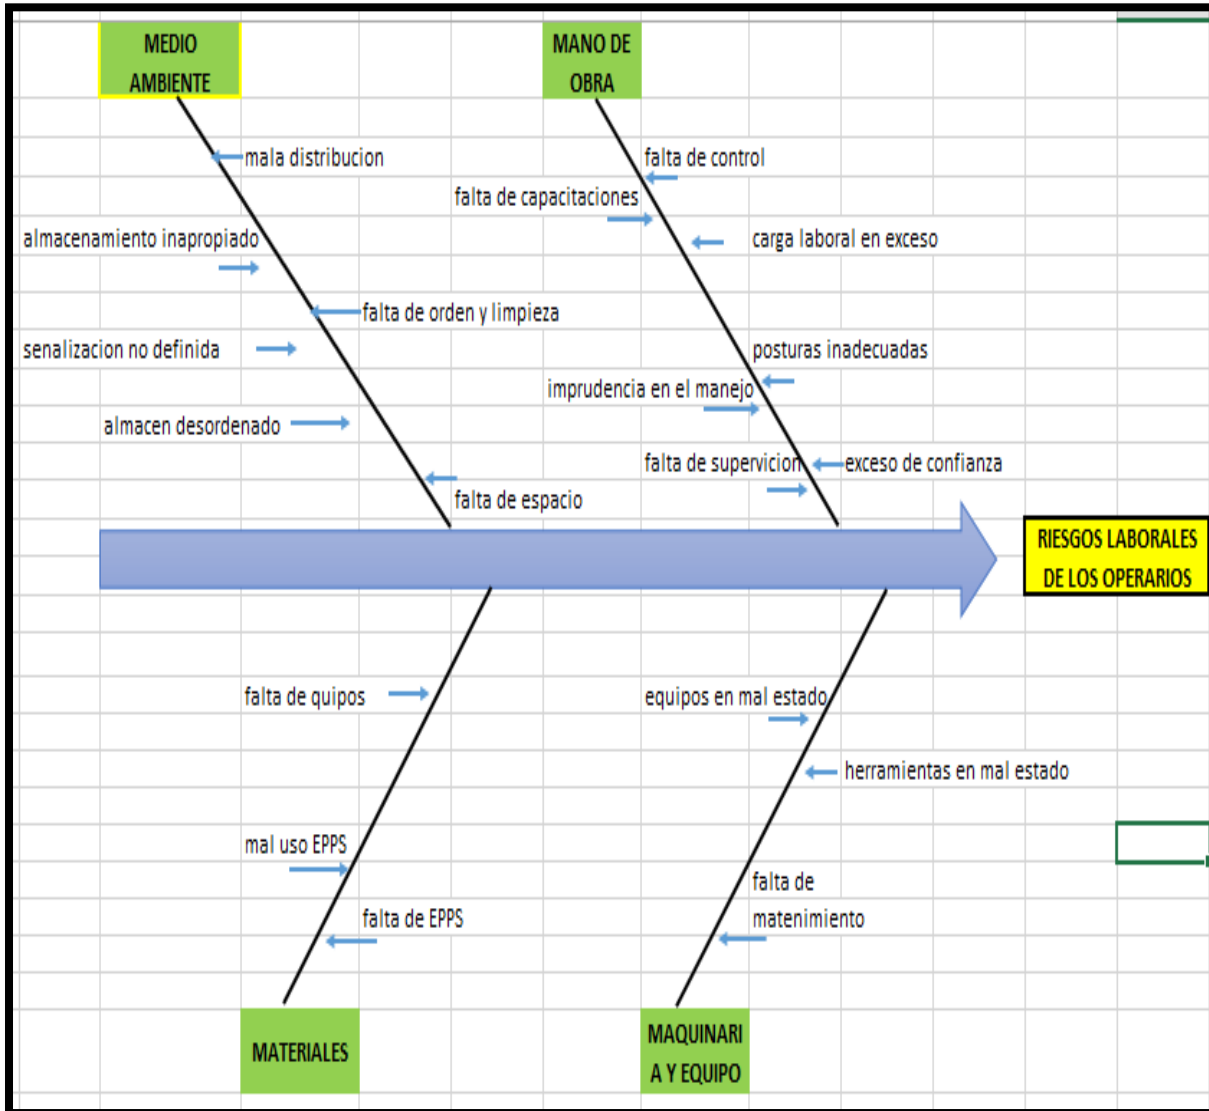 MEDIO
AMBIENTE
MANO DE
OBRA
mala distribucion
falta de control
falta de capacitaciones
almacenamiento inapropiado
carga laboral en exceso
falta de orden y limpieza
senalizacion no definida
posturas inadecuadas
imprudencia en el manejo
almacen desordenado
falta de supervicion
exceso de confianza
falta de espacio
RIESGOS LABORALES
DE LOS OPERARIOS
falta de quipos
equipos en mal estado
herramientas en mal estado
mal uso EPPS
falta de
matenimiento
falta de EPPS
MATERIALES
MAQUINARI
A Y EQUIPO